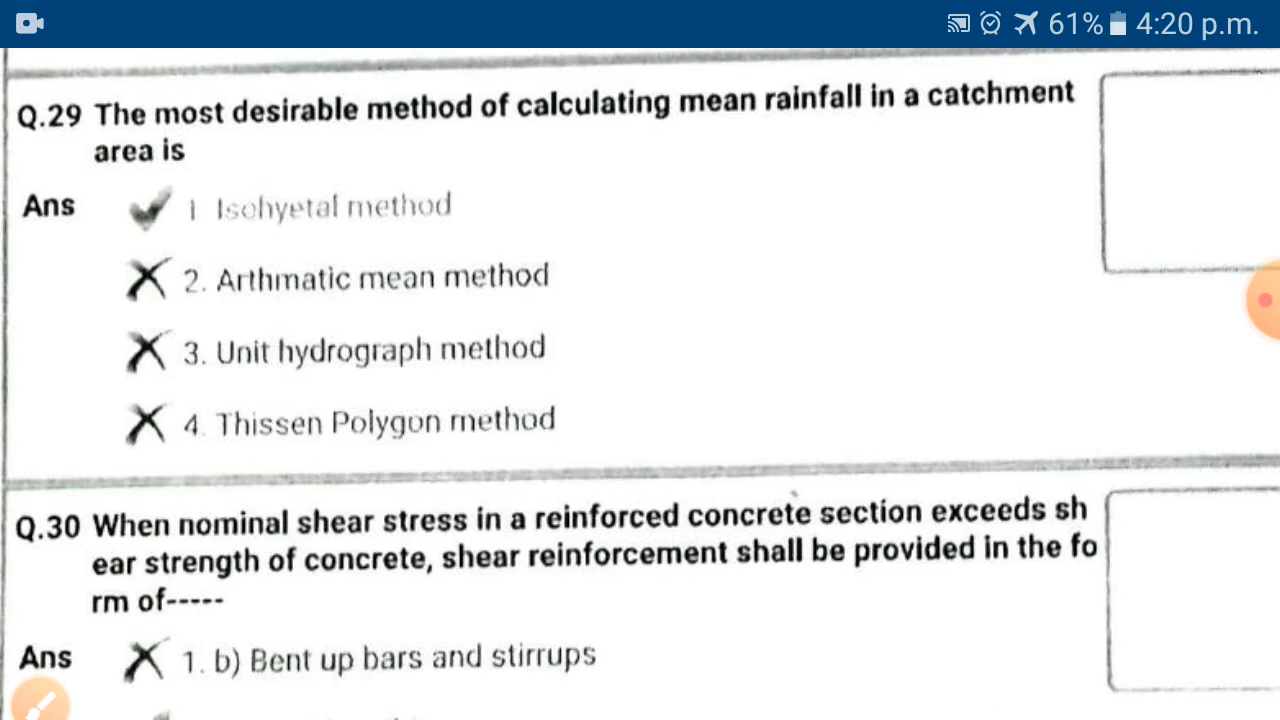 61% 4:20 p.m.
Q.29 The most desirable method of calculating mean rainfall in a catchment
area is
Ans 1 Isohyetal method
2. Arthmatic mean method
3. Unit hydrograph method
4. Thissen Polygon method
Q.30 When nominal shear stress in a reinforced concrete section exceeds sh
ear strength of concrete, shear reinforcement shall be provided in the fo
rm of-----
Ans 1. b) Bent up bars and stirrups